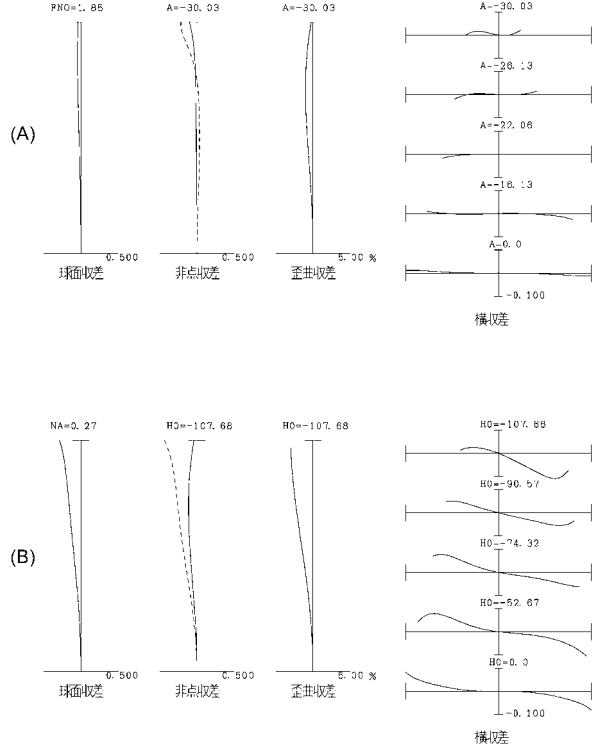 FNO=1.85
A=-30.03
A=-30.03
A=-30.03
A=-26.13
(A)
A=-22.06
A=-16.13
A=0.0
0.500
0.500
5.00 %
球面収差
非点収差
歪曲収差
-0.100
横収差
NA=0.27
H0=-107.68
H0=-107.68
H0=-107.68
H0=-90.57
(B)
H0=-74.32
H0=-52.67
H0=0.0
0.500
0.500
5.00 %
球面収差
非点収差
歪曲収差
-0.100
横収差